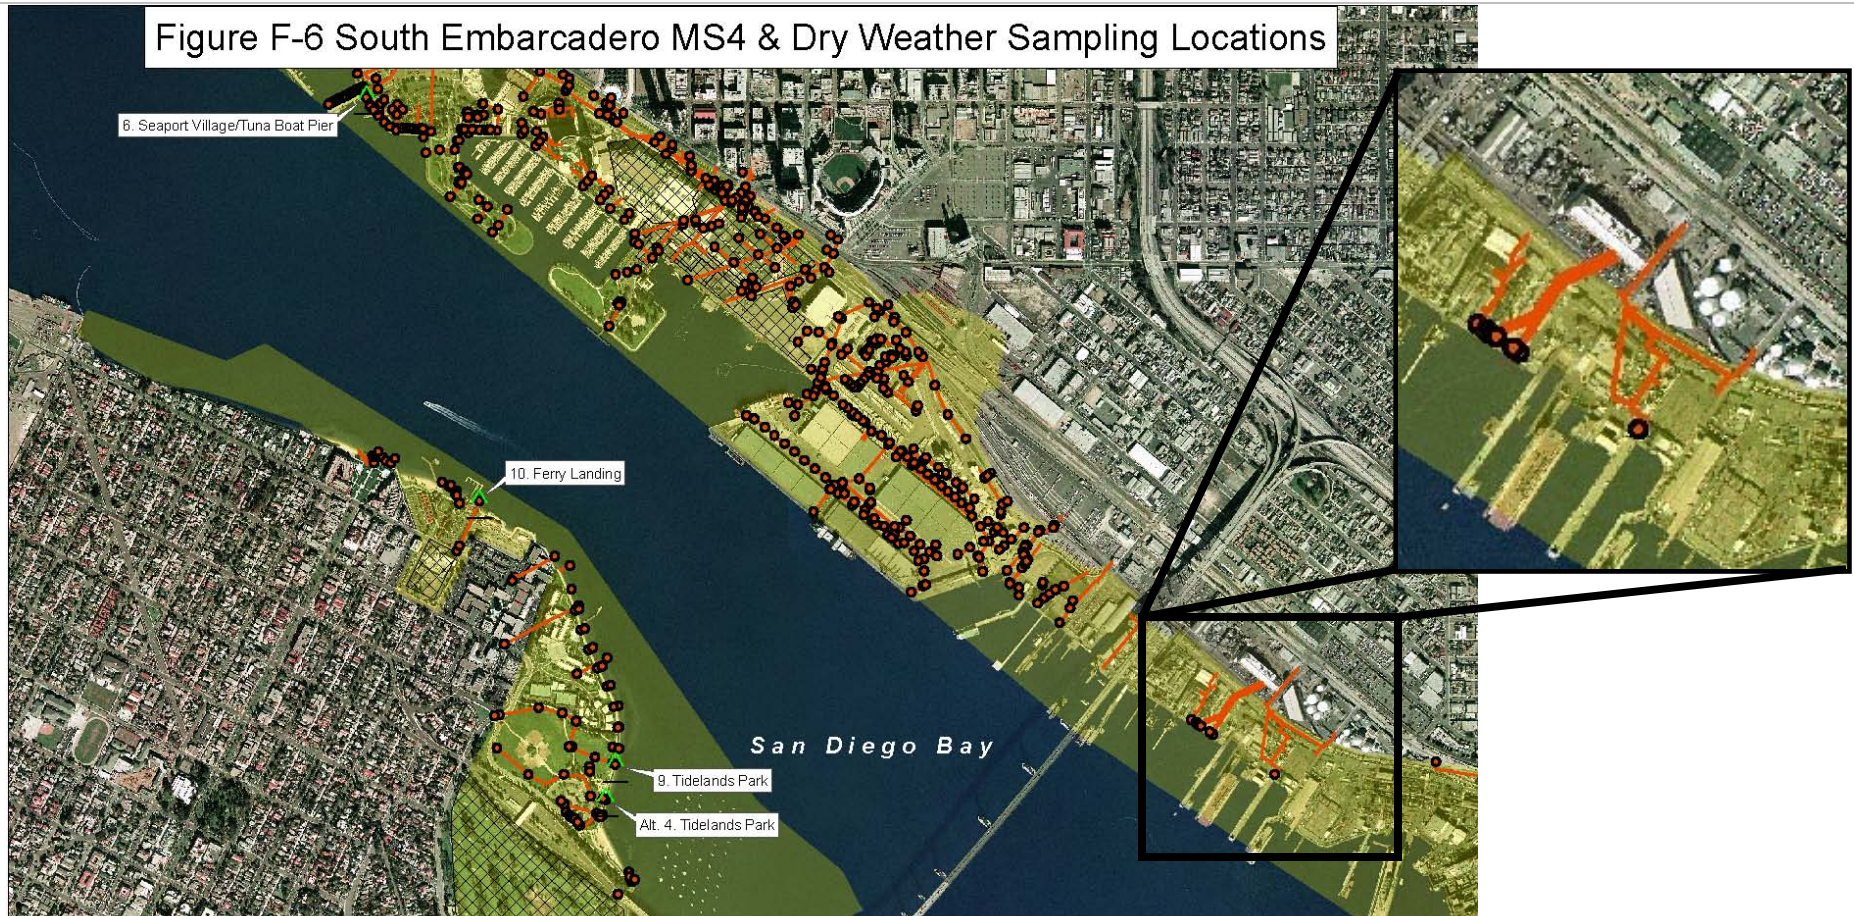 Figure F-6 South Embarcadero MS4 & Dry Weather Sampling Locations
6. Seaport Village/Tuna Boat Pier
10. Ferry Landing
San Diego Bay
9. Tidelands Park
Alt. 4. Tidelands Park